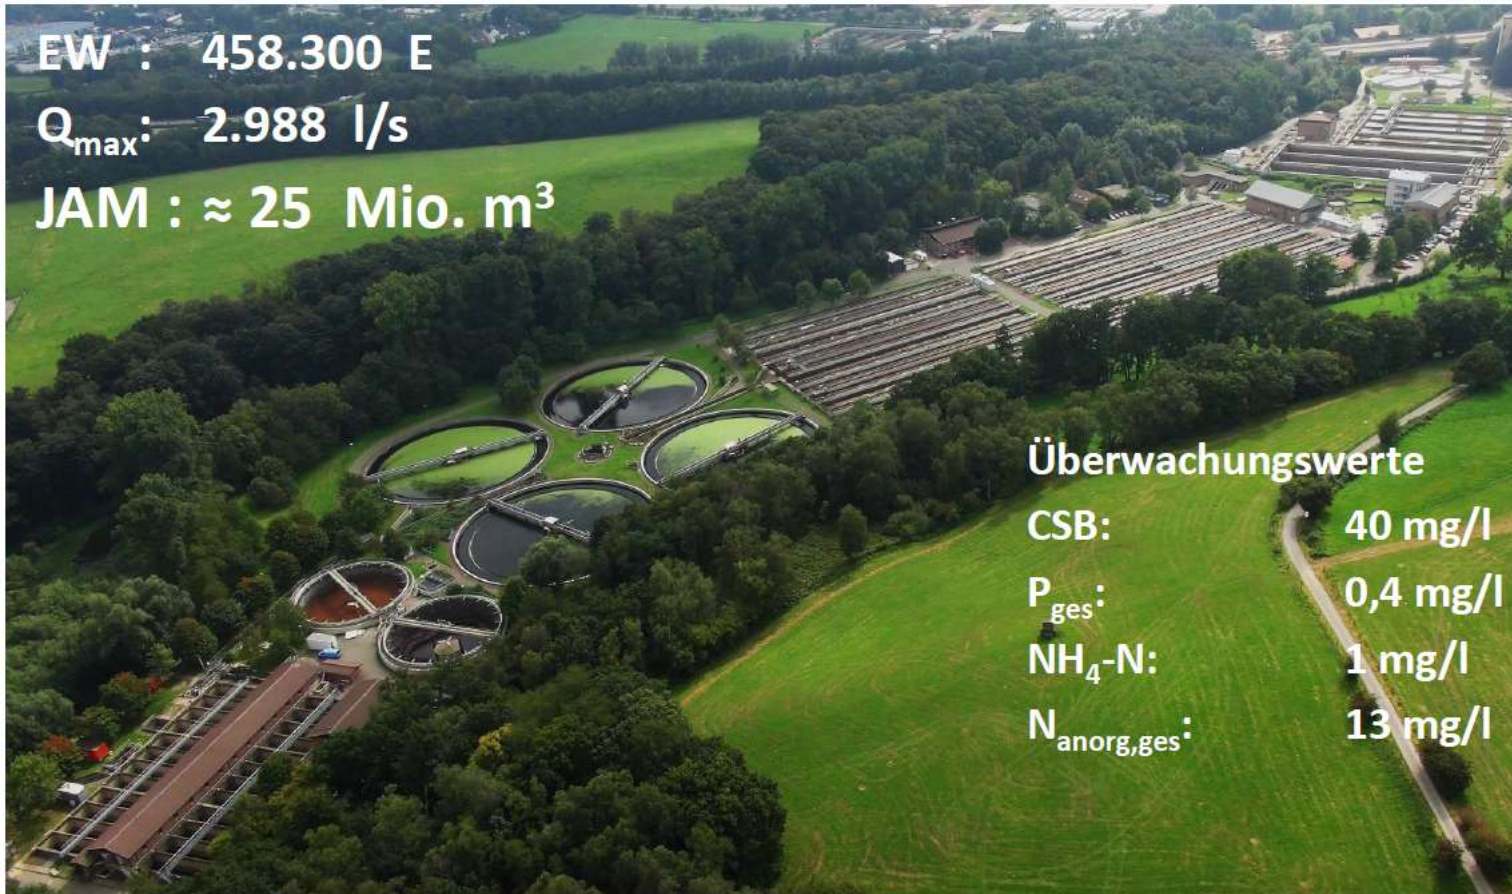 EW : 458.300 E
Qmax: 2.988 l/s
JAM : ≈ 25 Mio. m³
Überwachungswerte
CSB: 40 mg/l
Pges: 0,4 mg/l
NH₄-N: 1 mg/l
Nanorg,ges: 13 mg/l